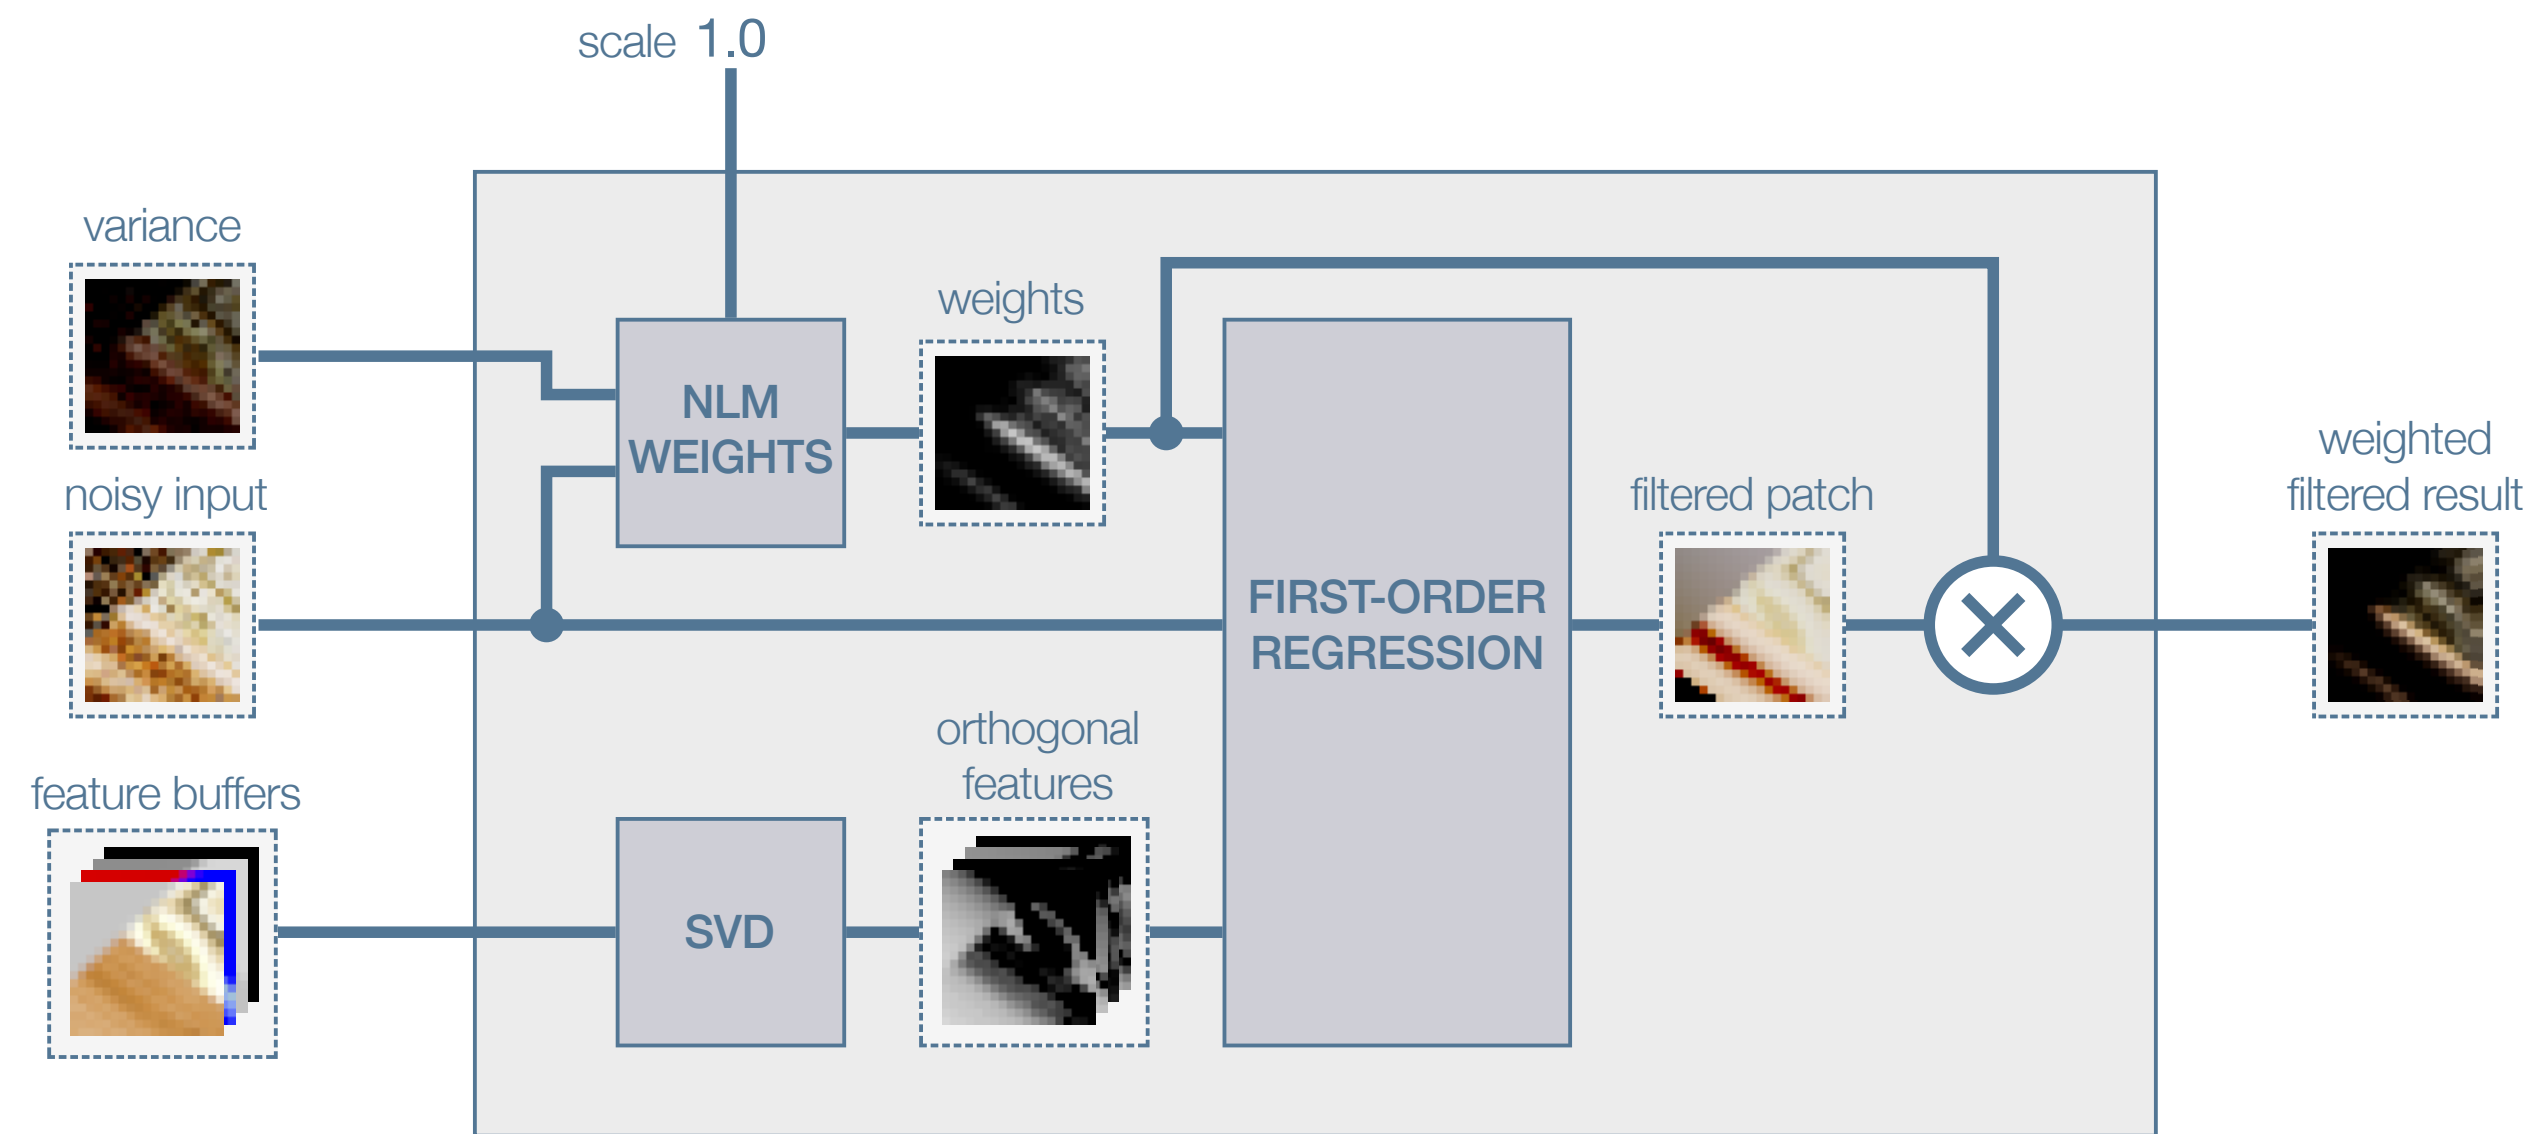 scale 1.0
variance
weights
NLM
WEIGHTS
noisy input
weighted
filtered result
filtered patch
FIRST-ORDER
REGRESSION
orthogonal
features
feature buffers
SVD